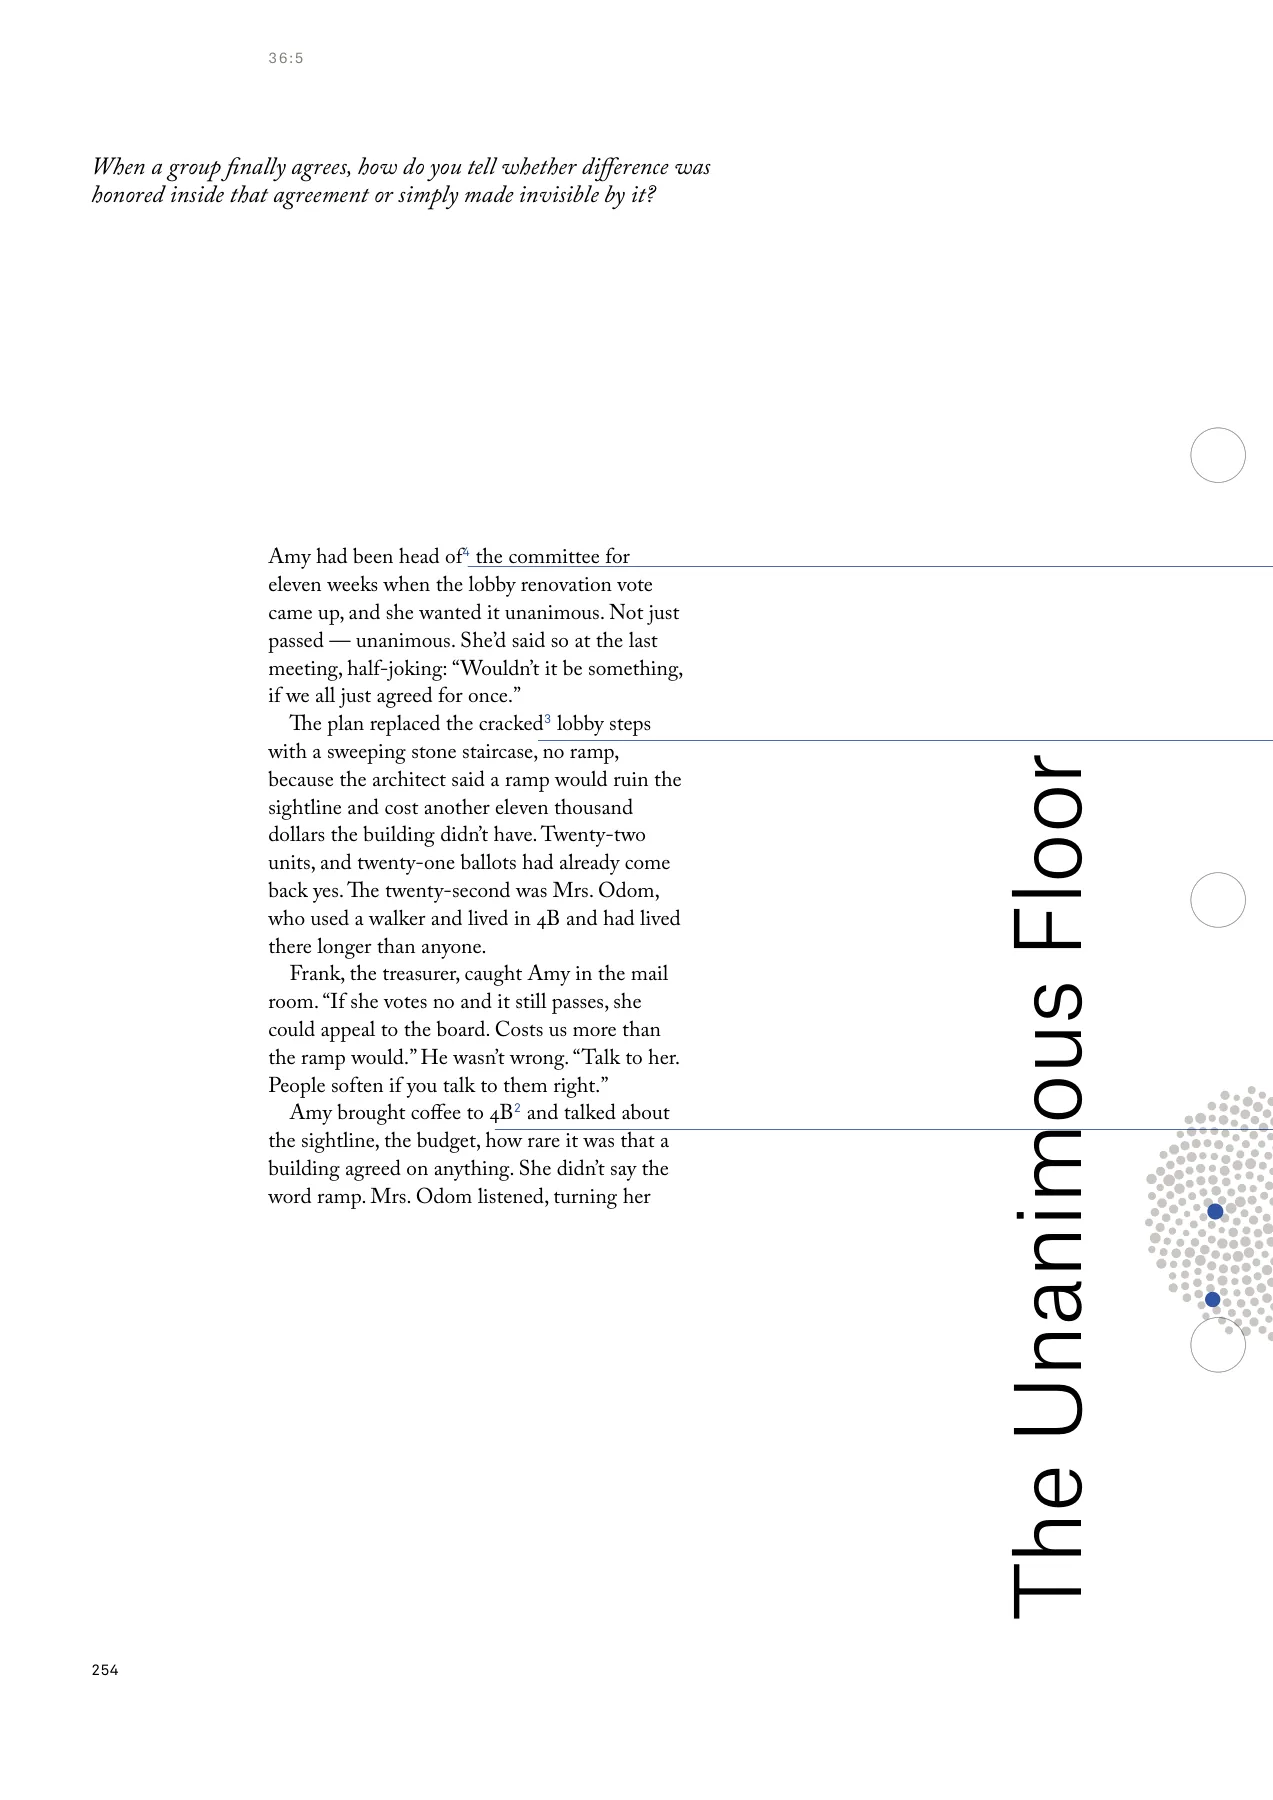 36:5
When a group finally agrees, how do you tell whether difference was
honored inside that agreement or simply made invisible by it?
Amy had been head of4 the committee for
eleven weeks when the lobby renovation vote
came up, and she wanted it unanimous. Not just
passed — unanimous. She’d said so at the last
meeting, half-joking: “Wouldn’t it be something,
if we all just agreed for once.”
The plan replaced the cracked3 lobby steps
with a sweeping stone staircase, no ramp,
because the architect said a ramp would ruin the
sightline and cost another eleven thousand
dollars the building didn’t have. Twenty-two
units, and twenty-one ballots had already come
back yes. The twenty-second was Mrs. Odom,
who used a walker and lived in 4B and had lived
there longer than anyone.
Frank, the treasurer, caught Amy in the mail
room. “If she votes no and it still passes, she
could appeal to the board. Costs us more than
the ramp would.” He wasn’t wrong. “Talk to her.
People soften if you talk to them right.”
Amy brought coffee to 4B2 and talked about
the sightline, the budget, how rare it was that a
building agreed on anything. She didn’t say the
word ramp. Mrs. Odom listened, turning her
The Unanimous Floor
254